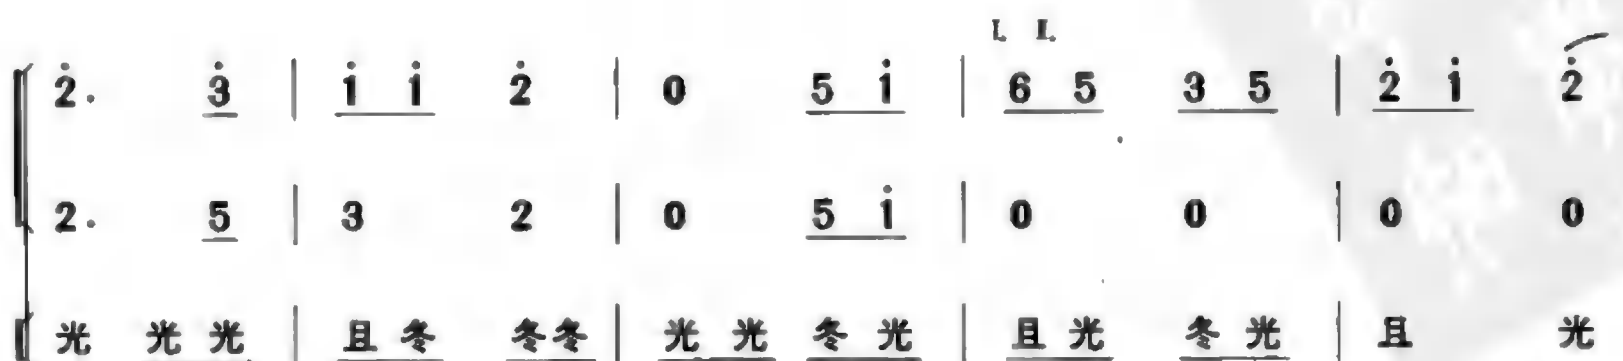 L L
2̇. 3̇ | 1̇ 1̇ 2̇ | 0 5 1̇ | 6 5 3 5 | 2̇ 1̇ 2̇
2. 5 | 3 2 | 0 5 1̇ | 0 0 | 0 0
光 光光 | 且冬 冬冬 | 光光 冬光 | 且光 冬光 | 且 光